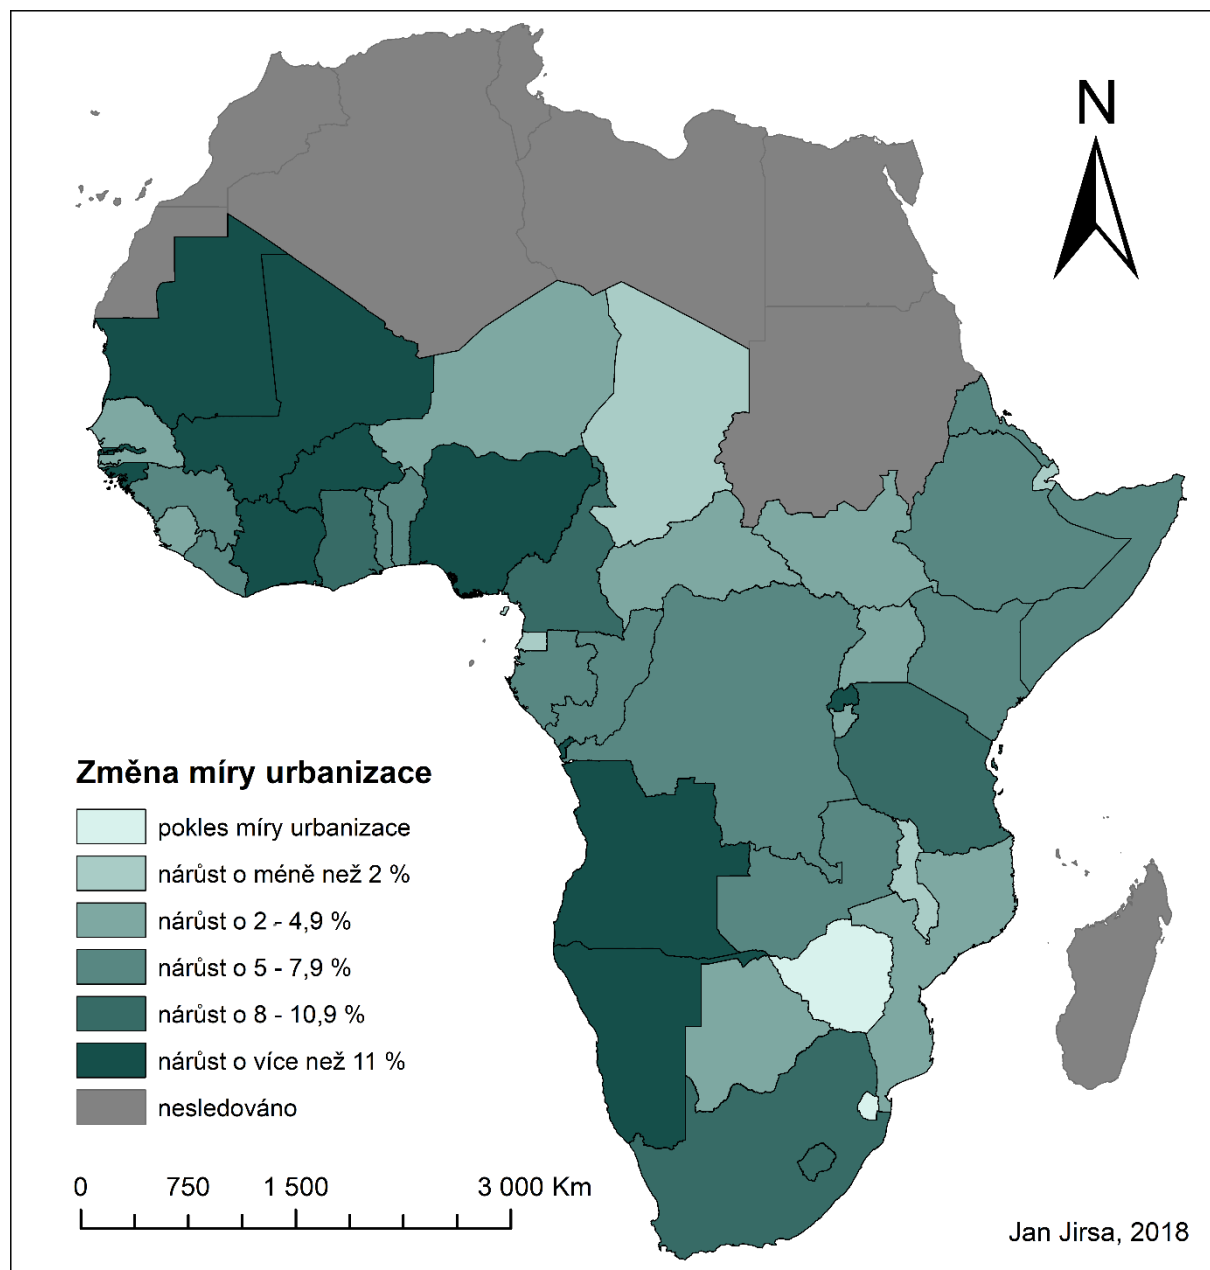 N
Změna míry urbanizace
pokles míry urbanizace
nárůst o méně než 2 %
nárůst o 2 - 4,9 %
nárůst o 5 - 7,9 %
nárůst o 8 - 10,9 %
nárůst o více než 11 %
nesledováno
0 750 1 500 3 000 Km
Jan Jirsa, 2018